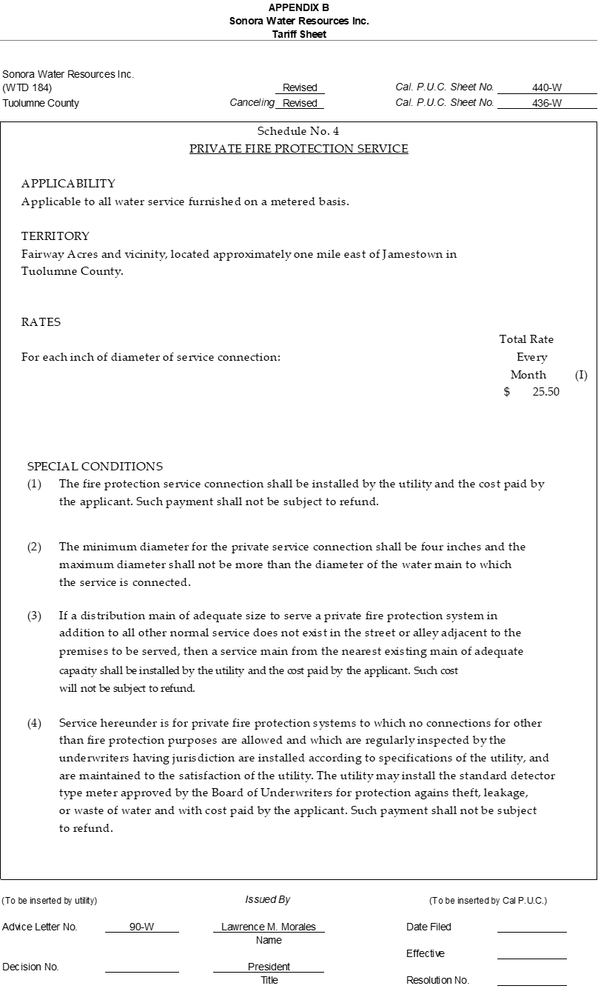 APPENDIX B
Sonora Water Resources Inc.
Tariff Sheet
Sonora Water Resources Inc.
(WTD 184) Revised Cal. P.U.C. Sheet No. 440-W
Tuolumne County Canceling Revised Cal. P.U.C. Sheet No. 436-W
Schedule No. 4
PRIVATE FIRE PROTECTION SERVICE
APPLICABILITY
Applicable to all water service furnished on a metered basis.
TERRITORY
Fairway Acres and vicinity, located approximately one mile east of Jamestown in
Tuolumne County.
RATES
Total Rate
For each inch of diameter of service connection: Every
Month (I)
$ 25.50
SPECIAL CONDITIONS
(1) The fire protection service connection shall be installed by the utility and the cost paid by
the applicant. Such payment shall not be subject to refund.
(2) The minimum diameter for the private service connection shall be four inches and the
maximum diameter shall not be more than the diameter of the water main to which
the service is connected.
(3) If a distribution main of adequate size to serve a private fire protection system in
addition to all other normal service does not exist in the street or alley adjacent to the
premises to be served, then a service main from the nearest existing main of adequate
capacity shall be installed by the utility and the cost paid by the applicant. Such cost
will not be subject to refund.
(4) Service hereunder is for private fire protection systems to which no connections for other
than fire protection purposes are allowed and which are regularly inspected by the
underwriters having jurisdiction are installed according to specifications of the utility, and
are maintained to the satisfaction of the utility. The utility may install the standard detector
type meter approved by the Board of Underwriters for protection agains theft, leakage,
or waste of water and with cost paid by the applicant. Such payment shall not be subject
to refund.
(To be inserted by utility) Issued By (To be inserted by Cal P.U.C.)
Advice Letter No. 90-W Lawrence M. Morales Date Filed
Name
Effective
Decision No. President
Title Resolution No.